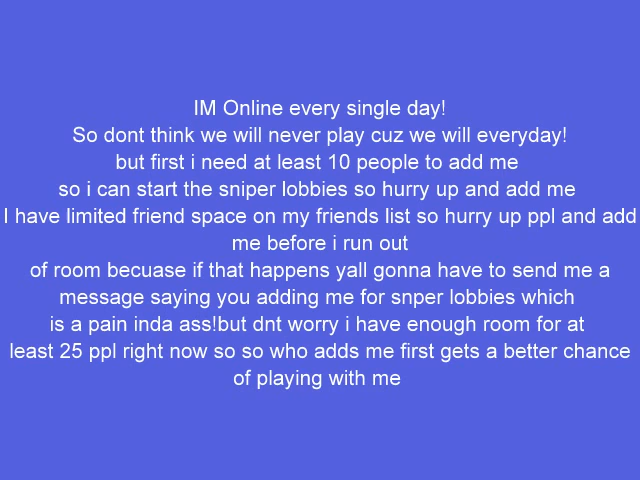 IM Online every single day!
So dont think we will never play cuz we will everyday!
but first i need at least 10 people to add me
so i can start the sniper lobbies so hurry up and add me
I have limited friend space on my friends list so hurry up ppl and add
me before i run out
of room becuase if that happens yall gonna have to send me a
message saying you adding me for snper lobbies which
is a pain inda ass!but dnt worry i have enough room for at
least 25 ppl right now so so who adds me first gets a better chance
of playing with me